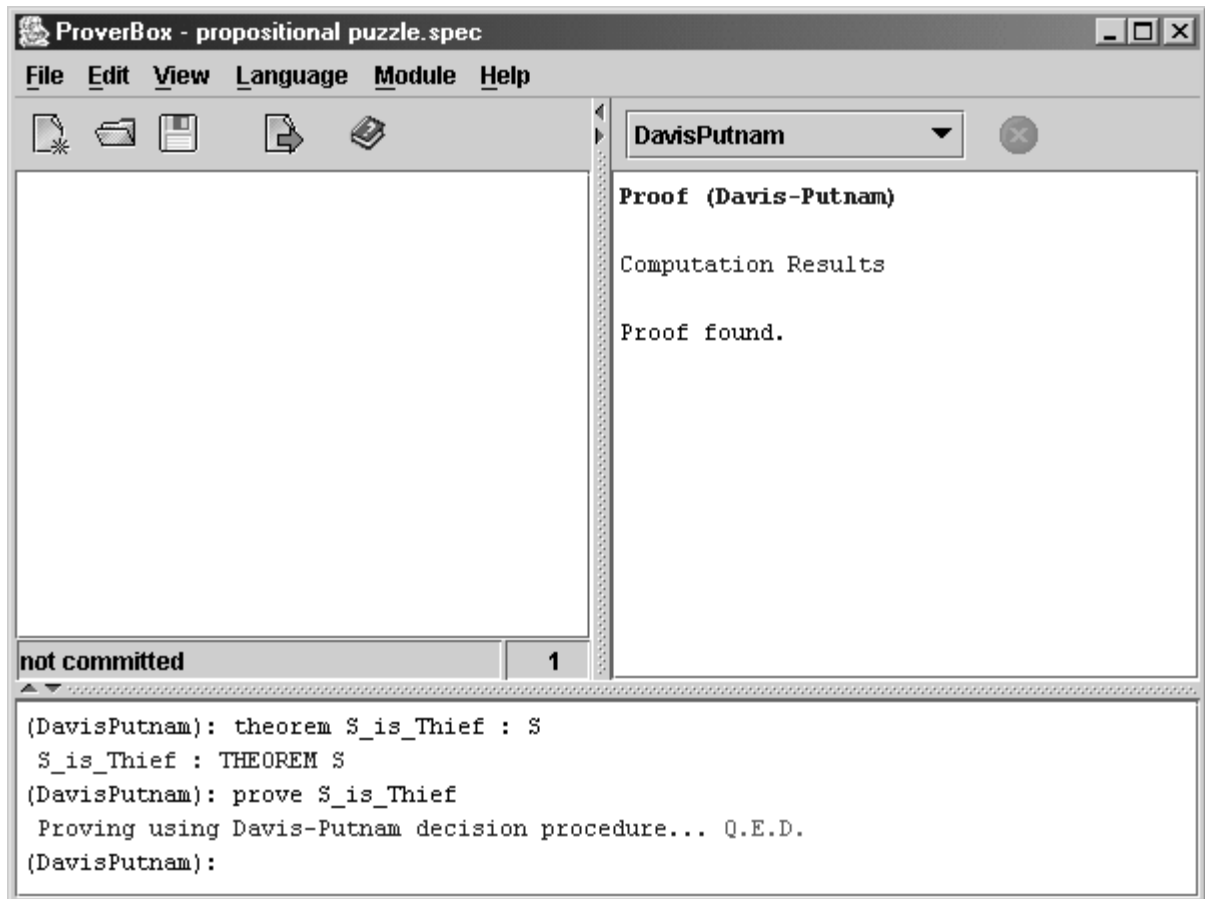 ProverBox - propositional puzzle.spec
File Edit View Language Module Help
DavisPutnam
Proof (Davis-Putnam)
Computation Results
Proof found.
not committed 1
(DavisPutnam): theorem S_is_Thief : S
S_is_Thief : THEOREM S
(DavisPutnam): prove S_is_Thief
Proving using Davis-Putnam decision procedure... Q.E.D.
(DavisPutnam):